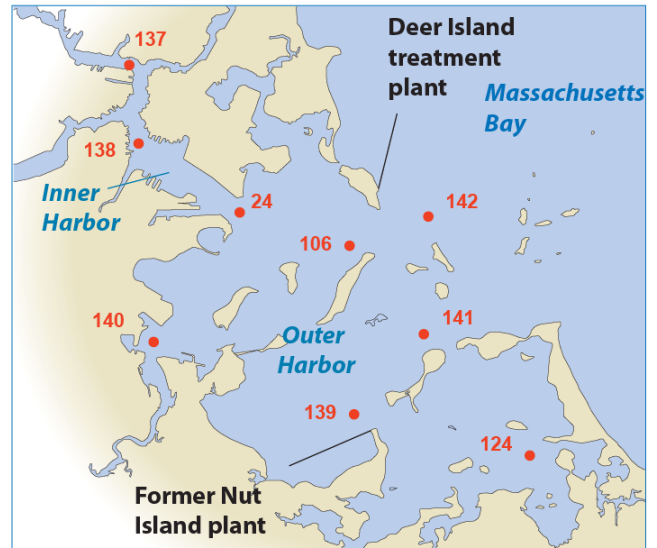 137
Deer Island
treatment
plant
Massachusetts
Bay
138
Inner
Harbor
24
142
106
140
141
Outer
Harbor
139
124
Former Nut
Island plant